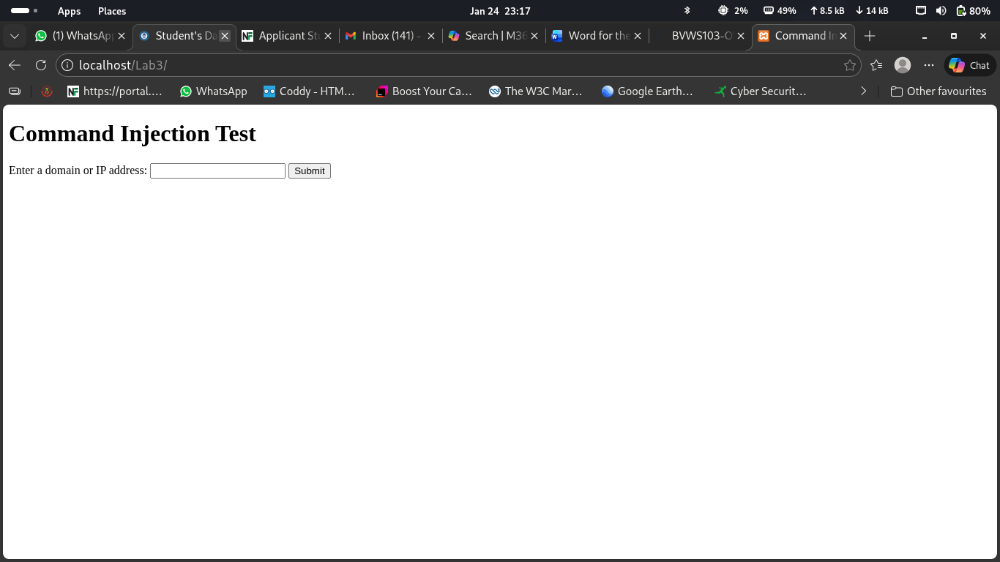 Apps Places Jan 24 23:17 2% 49% 8.5 kB 14 kB 80%
(1) WhatsApp Student's Da Applicant Stu Inbox (141) - Search | M36 Word for the BVWS103-O Command In
localhost/Lab3/ Chat
https://portal.... WhatsApp Coddy - HTM... Boost Your Ca... The W3C Mar... Google Earth... Cyber Securit... Other favourites
Command Injection Test
Enter a domain or IP address: Submit